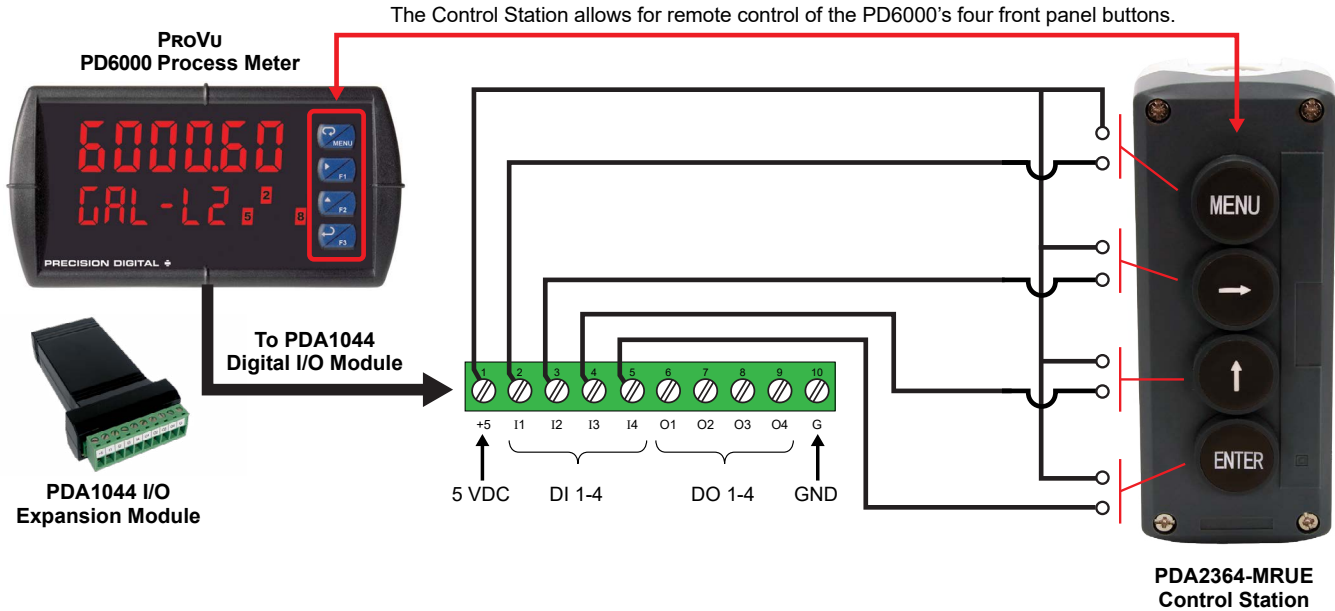 The Control Station allows for remote control of the PD6000's four front panel buttons.
PROVU
PD6000 Process Meter
6000.60
GAL-L2
2
5
8
MENU
F1
F2
F3
PRECISION DIGITAL
To PDA1044
Digital I/O Module
PDA1044 I/O
Expansion Module
1 2 3 4 5 6 7 8 9 10
+5 I1 I2 I3 I4 O1 O2 O3 O4 G
5 VDC DI 1-4 DO 1-4 GND
MENU
ENTER
PDA2364-MRUE
Control Station